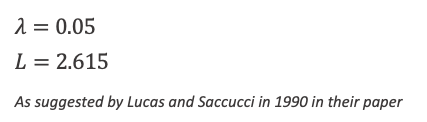 λ = 0.05
L = 2.615
As suggested by Lucas and Saccucci in 1990 in their paper